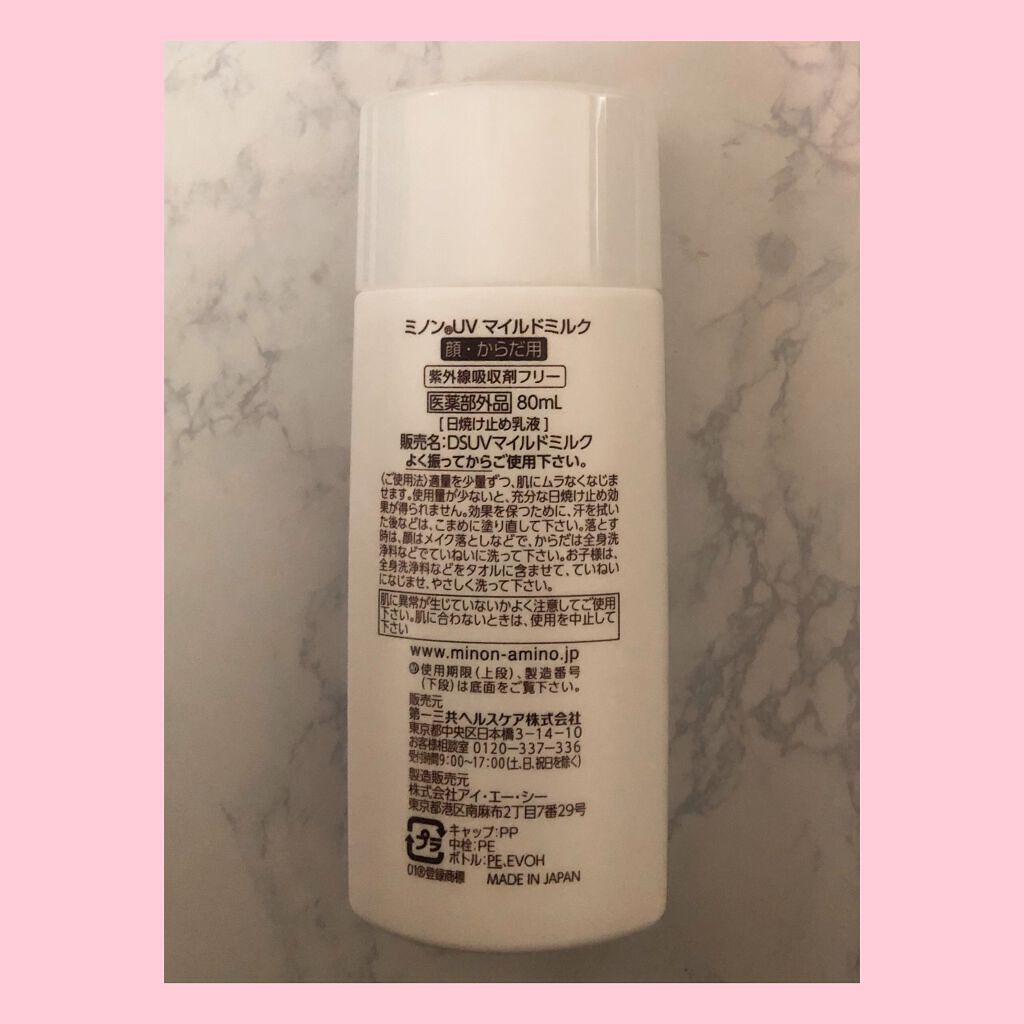 ミノン®UV マイルドミルク
顔・からだ用
紫外線吸収剤フリー
医薬部外品 80mL
[日焼け止め乳液]
販売名:DSUVマイルドミルク
よく振ってからご使用下さい。
〈ご使用法〉適量を少量ずつ、肌にムラなくなじま
せます。使用量が少ないと、充分な日焼け止め効
果が得られません。効果を保つために、汗を拭い
た後などは、こまめに塗り直して下さい。落とす
時は、顔はメイク落としなどで、からだは全身洗
浄料などでていねいに洗って下さい。お子様は、
全身洗浄料などをタオルに含ませて、ていねい
になじませ、やさしく洗って下さい。
肌に異常が生じていないかよく注意してご使用
下さい。肌に合わないときは、使用を中止して
下さい
www.minon-amino.jp
使用期限(上段)、製造番号
(下段)は底面をご覧下さい。
販売元
第一三共ヘルスケア株式会社
東京都中央区日本橋3-14-10
お客様相談室 0120-337-336
受付時間9:00~17:00(土、日、祝日を除く)
製造販売元
株式会社アイ・エー・シー
東京都港区南麻布2丁目7番29号
プラ
キャップ:PP
中栓:PE
ボトル:PE、EVOH
01®登録商標 MADE IN JAPAN